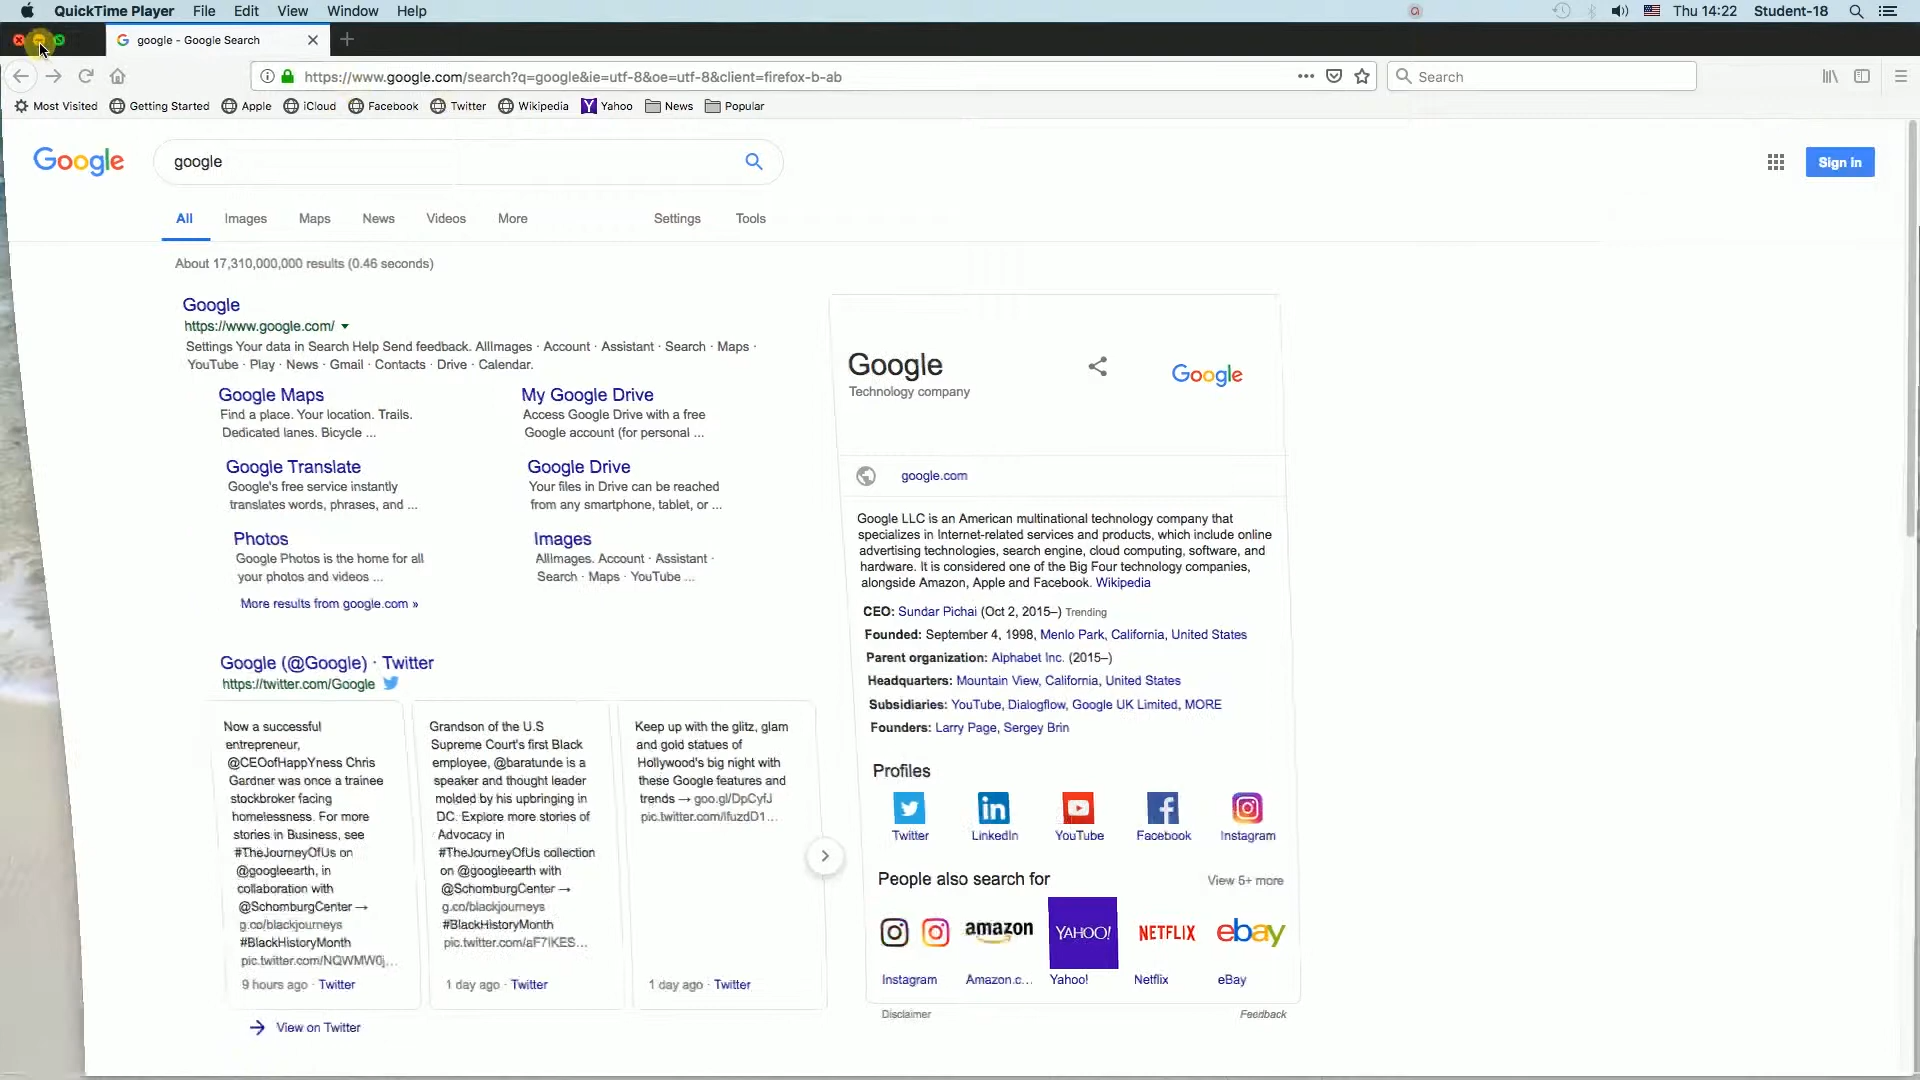 QuickTime Player File Edit View Window Help Thu 14:22 Student-18
google - Google Search
https://www.google.com/search?q=google&ie=utf-8&oe=utf-8&client=firefox-b-ab Search
Most Visited Getting Started Apple iCloud Facebook Twitter Wikipedia Yahoo News Popular
Google google Sign in
All Images Maps News Videos More Settings Tools
About 17,310,000,000 results (0.46 seconds)
Google
https://www.google.com/
Settings Your data in Search Help Send feedback. AllImages · Account · Assistant · Search · Maps ·
YouTube · Play · News · Gmail · Contacts · Drive · Calendar.
Google Maps
Find a place. Your location. Trails.
Dedicated lanes. Bicycle ...
My Google Drive
Access Google Drive with a free
Google account (for personal ...
Google Translate
Google's free service instantly
translates words, phrases, and ...
Google Drive
Your files in Drive can be reached
from any smartphone, tablet, or ...
Photos
Google Photos is the home for all
your photos and videos ...
Images
AllImages. Account · Assistant ·
Search · Maps · YouTube ...
More results from google.com »
Google (@Google) · Twitter
https://twitter.com/Google
Now a successful
entrepreneur,
@CEOofHappYness Chris
Gardner was once a trainee
stockbroker facing
homelessness. For more
stories in Business, see
#TheJourneyOfUs on
@googleearth, in
collaboration with
@SchomburgCenter →
g.co/blackjourneys
#BlackHistoryMonth
pic.twitter.com/NQWMW0j...
9 hours ago · Twitter
Grandson of the U.S
Supreme Court's first Black
employee, @baratunde is a
speaker and thought leader
molded by his upbringing in
DC. Explore more stories of
Advocacy in
#TheJourneyOfUs collection
on @googleearth with
@SchomburgCenter →
g.co/blackjourneys
#BlackHistoryMonth
pic.twitter.com/aF7IKES...
1 day ago · Twitter
Keep up with the glitz, glam
and gold statues of
Hollywood's big night with
these Google features and
trends → goo.gl/DpCyfJ
pic.twitter.com/lfuzdD1...
1 day ago · Twitter
View on Twitter
Google
Technology company
Google
google.com
Google LLC is an American multinational technology company that
specializes in Internet-related services and products, which include online
advertising technologies, search engine, cloud computing, software, and
hardware. It is considered one of the Big Four technology companies,
alongside Amazon, Apple and Facebook. Wikipedia
CEO: Sundar Pichai (Oct 2, 2015–) Trending
Founded: September 4, 1998, Menlo Park, California, United States
Parent organization: Alphabet Inc. (2015–)
Headquarters: Mountain View, California, United States
Subsidiaries: YouTube, Dialogflow, Google UK Limited, MORE
Founders: Larry Page, Sergey Brin
Profiles
Twitter LinkedIn YouTube Facebook Instagram
People also search for View 5+ more
amazon YAHOO! NETFLIX ebay
Instagram Amazon.c... Yahoo! Netflix eBay
Disclaimer Feedback